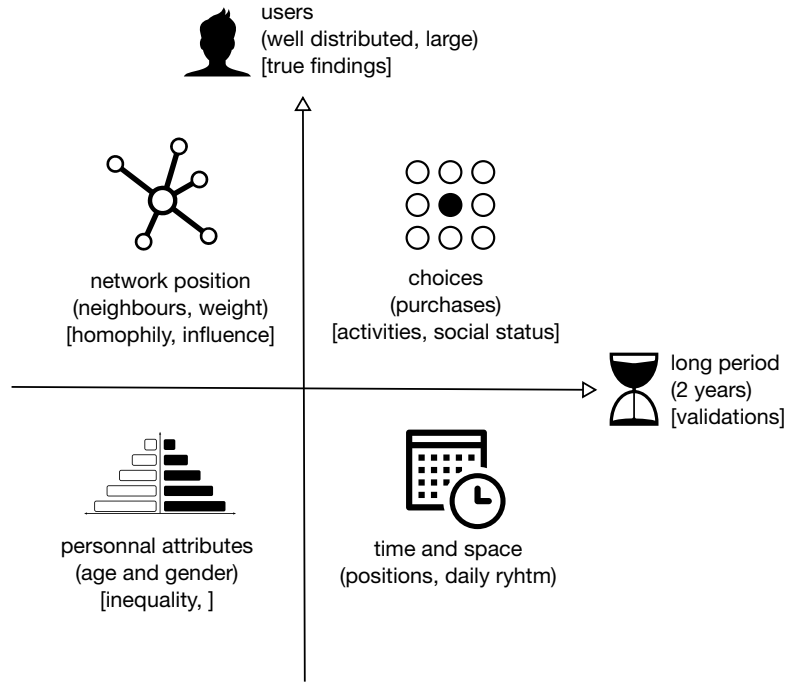 users
(well distributed, large)
[true findings]
network position
(neighbours, weight)
[homophily, influence]
choices
(purchases)
[activities, social status]
long period
(2 years)
[validations]
personnal attributes
(age and gender)
[inequality, ]
time and space
(positions, daily ryhtm)